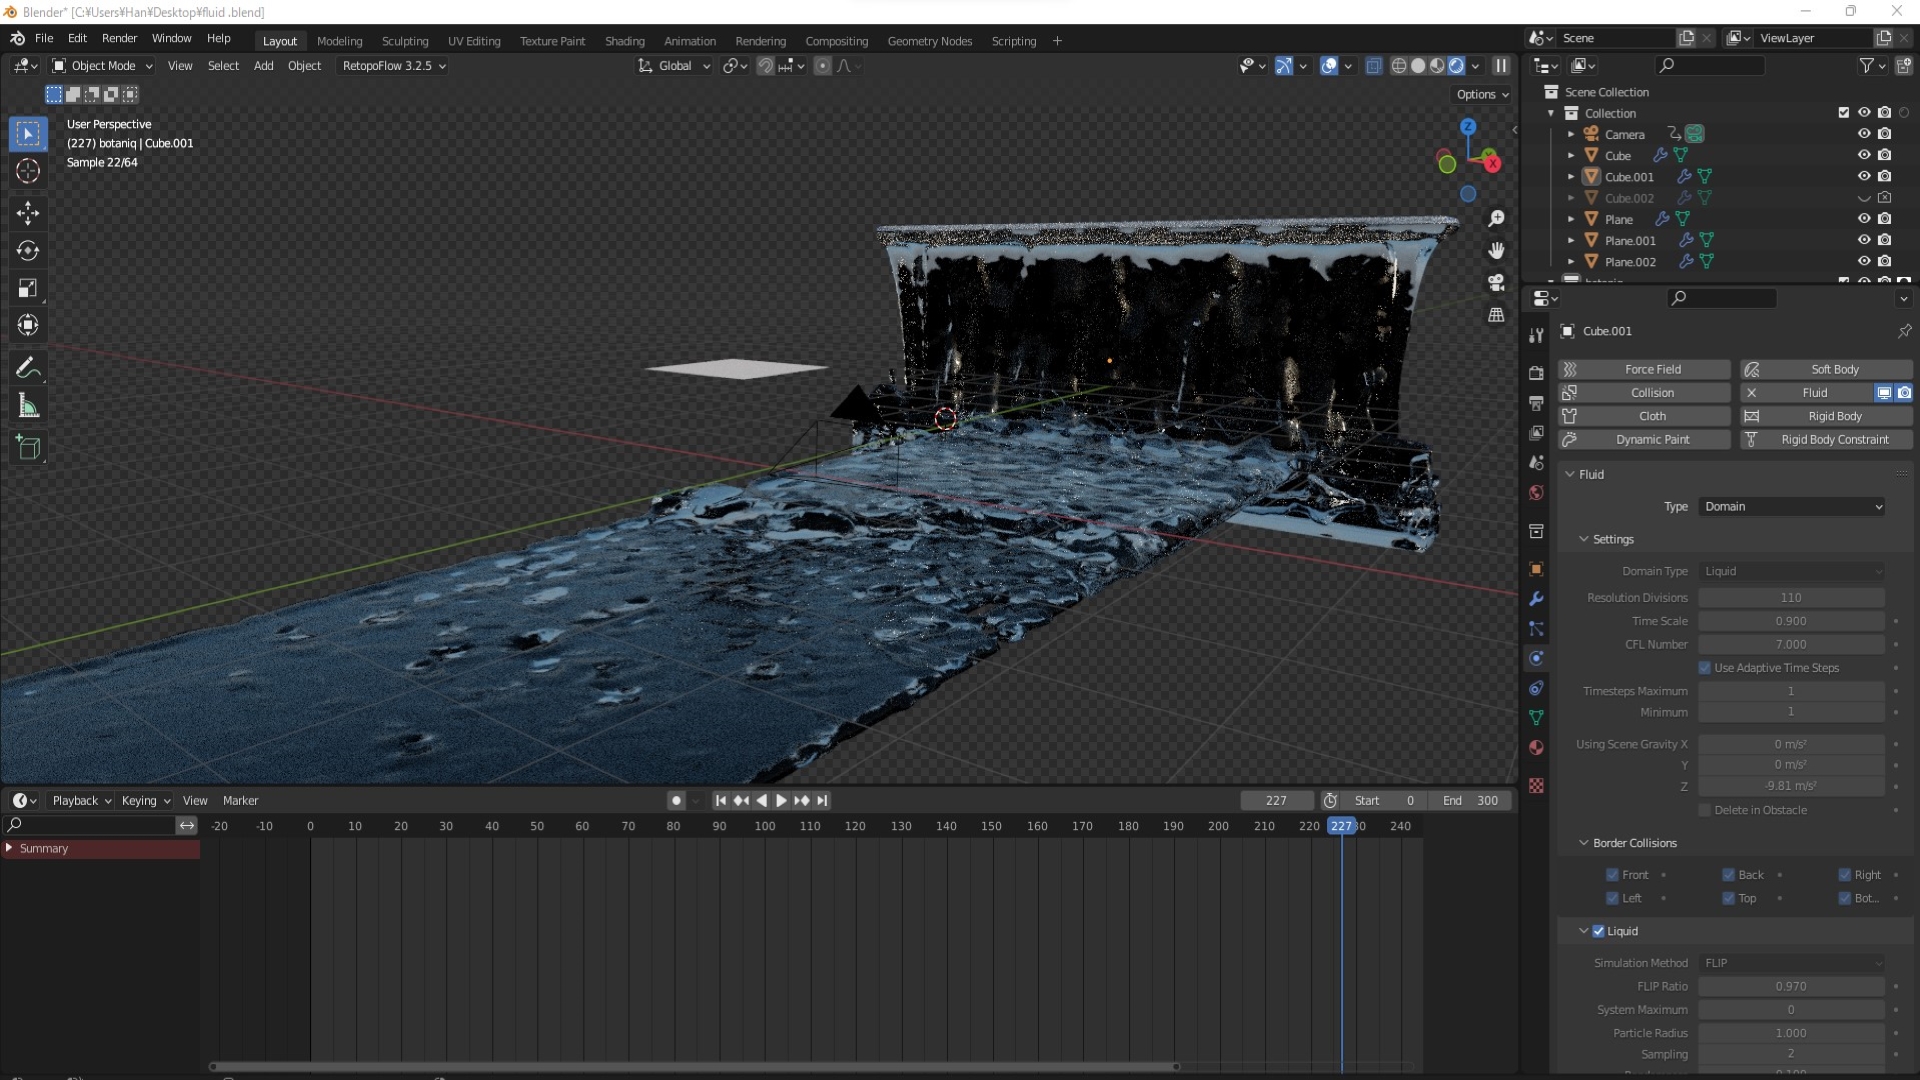 Blender* [C:¥Users¥Han¥Desktop¥fluid .blend]
File Edit Render Window Help
Layout Modeling Sculpting UV Editing Texture Paint Shading Animation Rendering Compositing Geometry Nodes Scripting +
Scene
ViewLayer
Object Mode View Select Add Object RetopoFlow 3.2.5
Global
Options
User Perspective
(227) botaniq | Cube.001
Sample 22/64
Z
X
Scene Collection
Collection
Camera
Cube
Cube.001
Cube.002
Plane
Plane.001
Plane.002
Cube.001
Force Field Soft Body
Collision Fluid
Cloth Rigid Body
Dynamic Paint Rigid Body Constraint
Fluid
Type Domain
Settings
Domain Type Liquid
Resolution Divisions 110
Time Scale 0.900
CFL Number 7.000
Use Adaptive Time Steps
Timesteps Maximum 1
Minimum 1
Using Scene Gravity X 0 m/s²
Y 0 m/s²
Z -9.81 m/s²
Delete in Obstacle
Border Collisions
Front Back Right
Left Top Bot...
Liquid
Simulation Method FLIP
FLIP Ratio 0.970
System Maximum 0
Particle Radius 1.000
Sampling 2
Playback Keying View Marker
227 Start 0 End 300
-20 -10 0 10 20 30 40 50 60 70 80 90 100 110 120 130 140 150 160 170 180 190 200 210 220 227 240
Summary